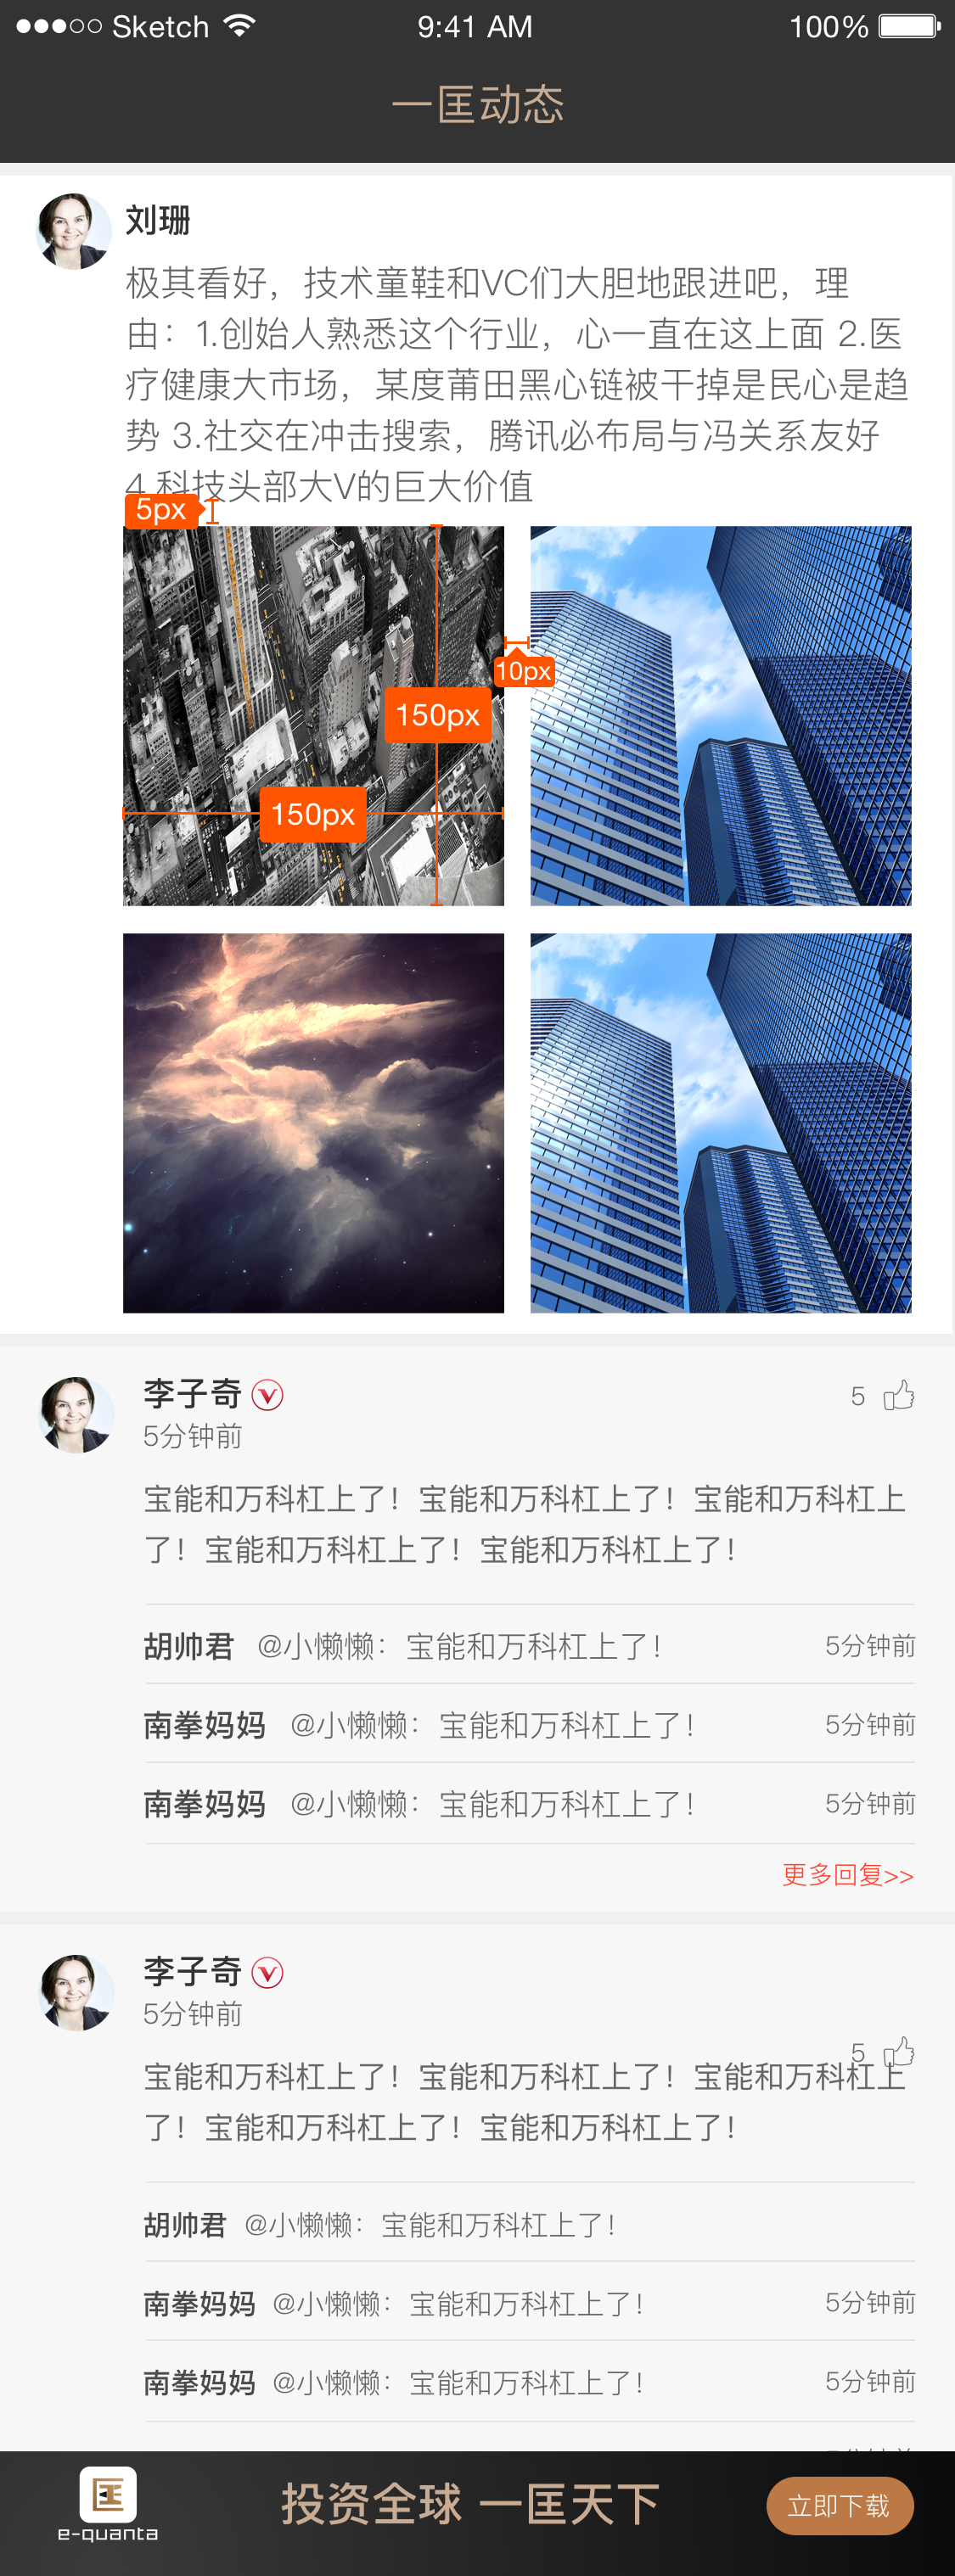 Sketch 9:41 AM 100%
一匡动态
刘珊
极其看好，技术童鞋和VC们大胆地跟进吧，理
由：1.创始人熟悉这个行业，心一直在这上面 2.医
疗健康大市场，某度莆田黑心链被干掉是民心是趋
势 3.社交在冲击搜索，腾讯必布局与冯关系友好
4.科技头部大V的巨大价值
5px
10px
150px
150px
李子奇
5
5分钟前
宝能和万科杠上了！宝能和万科杠上了！宝能和万科杠上
了！宝能和万科杠上了！宝能和万科杠上了！
胡帅君 @小懒懒：宝能和万科杠上了！ 5分钟前
南拳妈妈 @小懒懒：宝能和万科杠上了！ 5分钟前
南拳妈妈 @小懒懒：宝能和万科杠上了！ 5分钟前
更多回复>>
李子奇
5分钟前
5
宝能和万科杠上了！宝能和万科杠上了！宝能和万科杠上
了！宝能和万科杠上了！宝能和万科杠上了！
胡帅君 @小懒懒：宝能和万科杠上了！
南拳妈妈 @小懒懒：宝能和万科杠上了！ 5分钟前
南拳妈妈 @小懒懒：宝能和万科杠上了！ 5分钟前
e-quanta
投资全球 一匡天下
立即下载